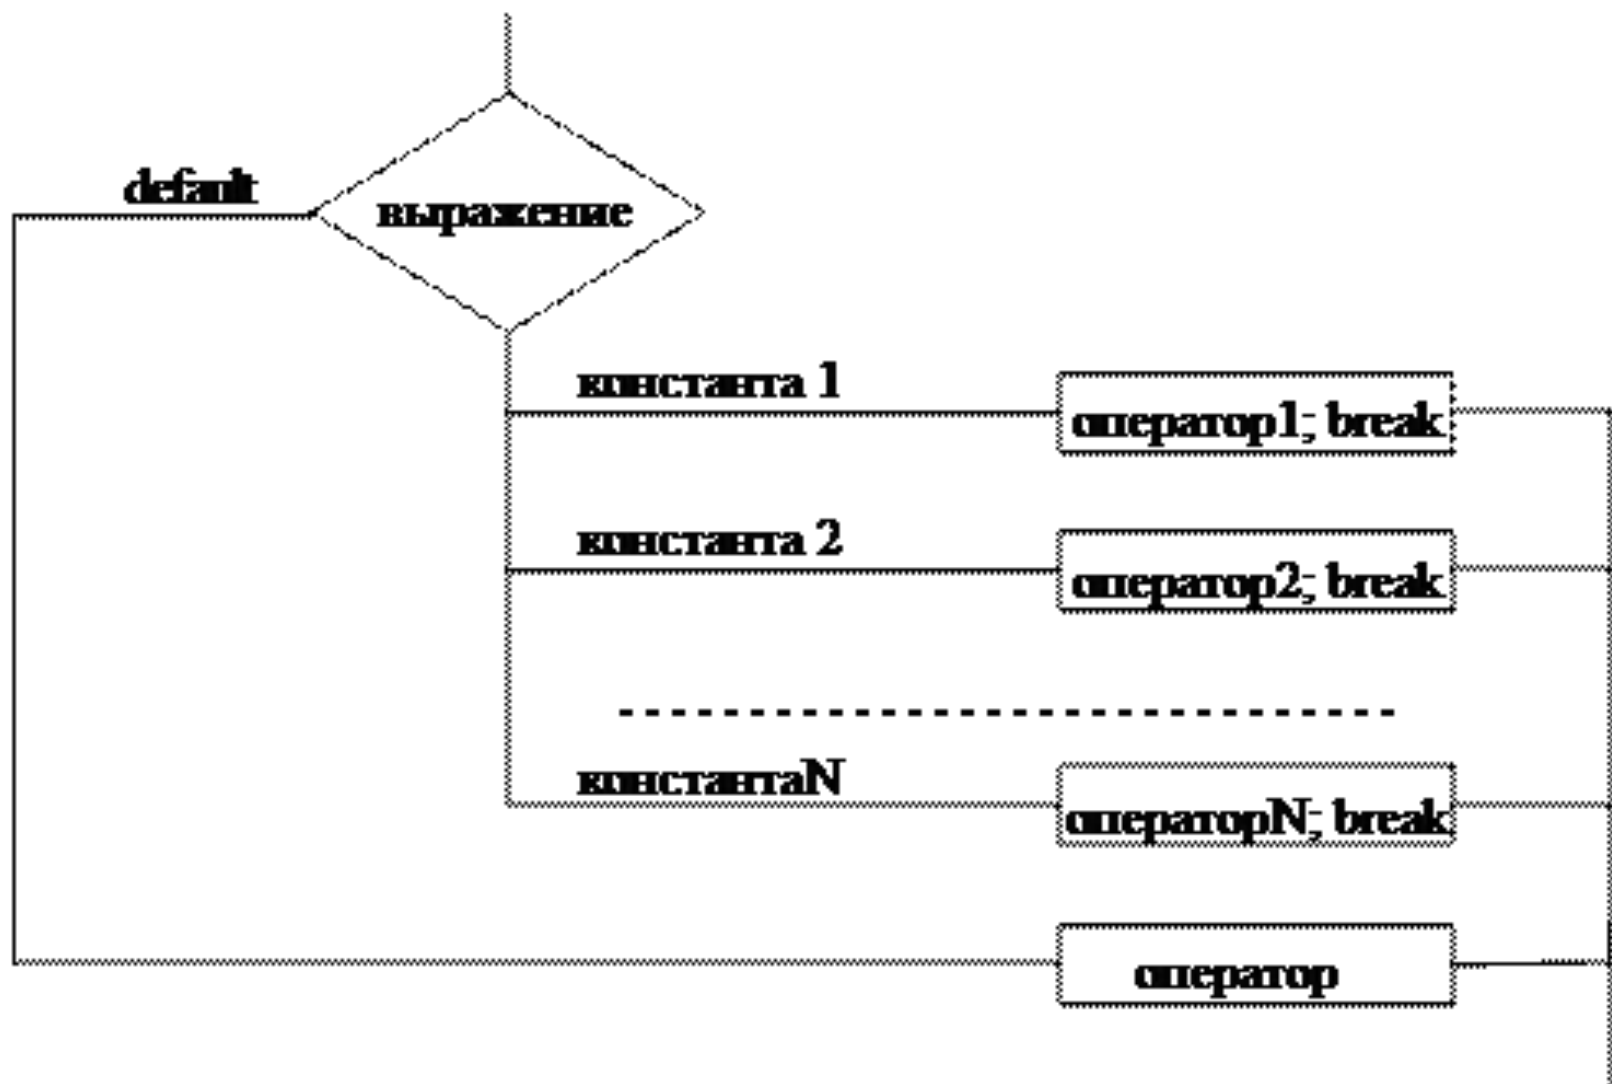 default
выражение
константа 1
оператор1; break
константа 2
оператор2; break
константаN
операторN; break
оператор